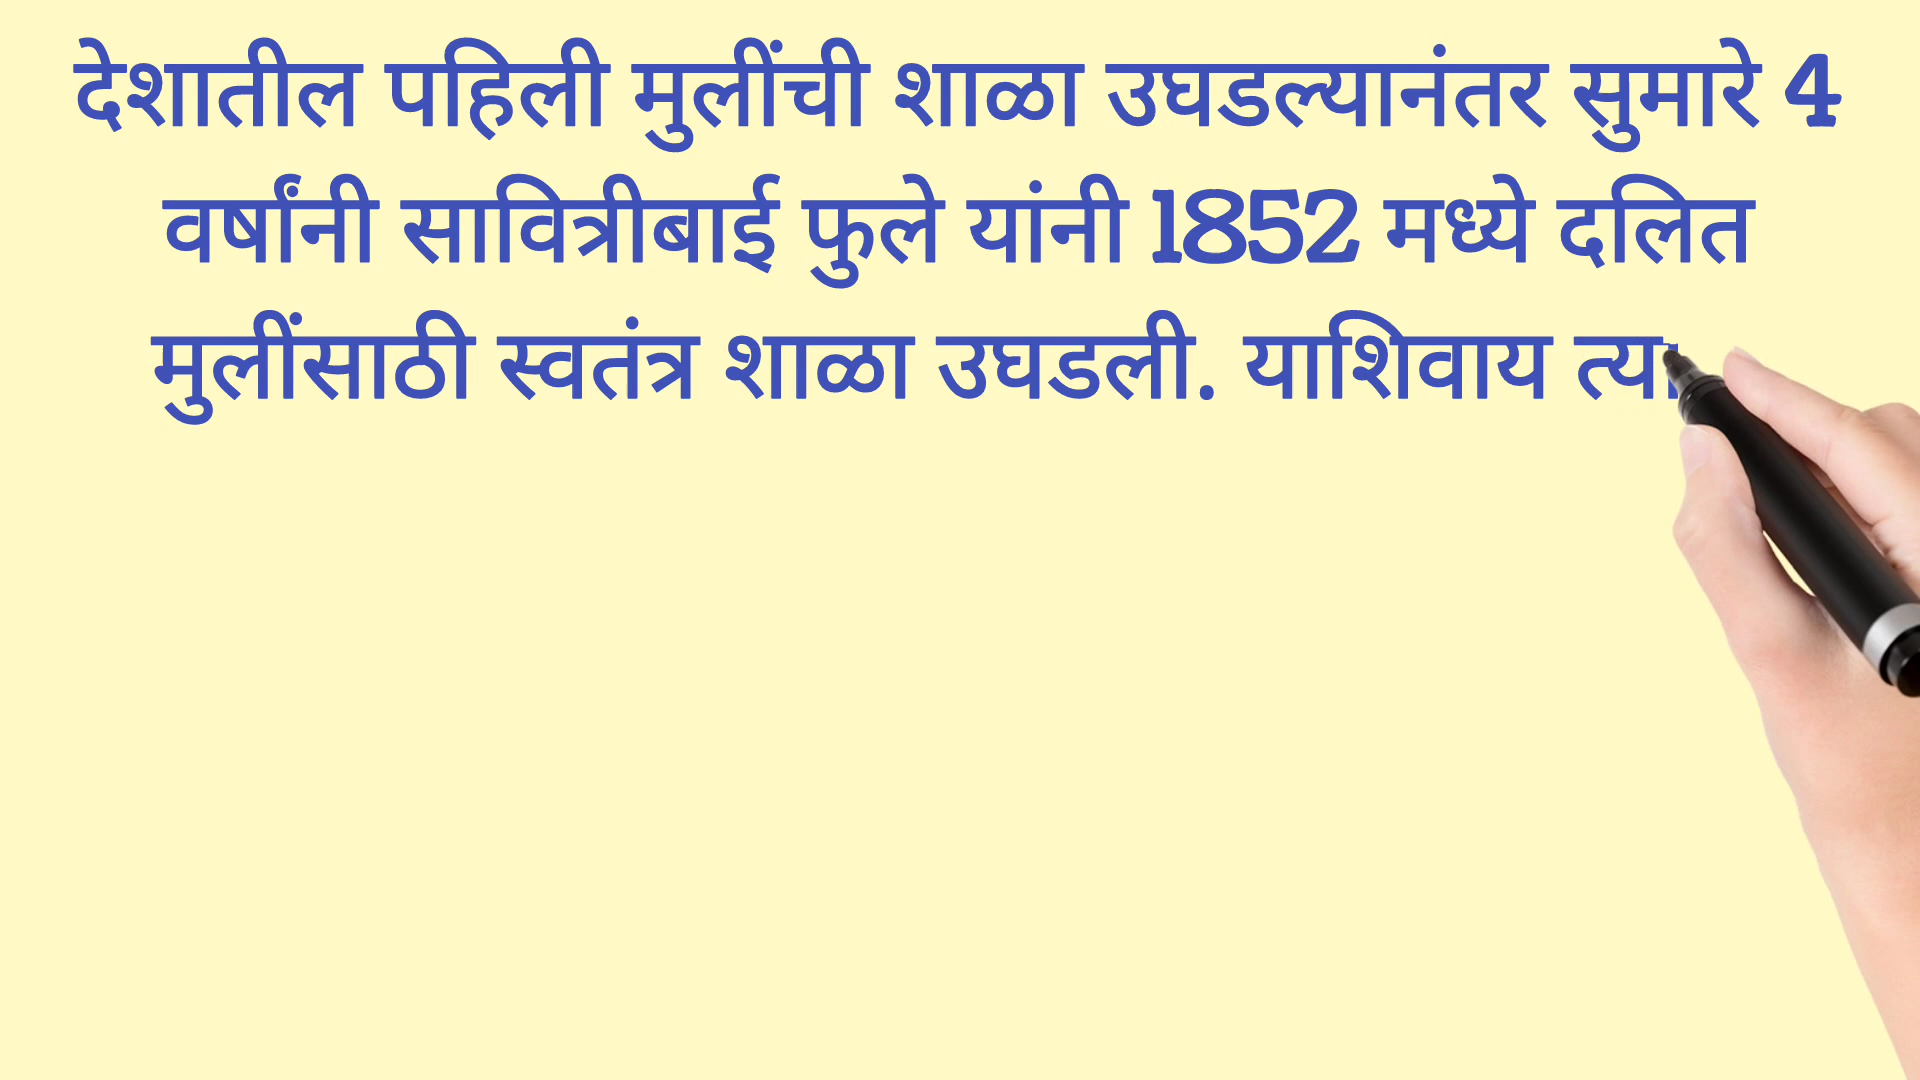 देशातील पहिली मुलींची शाळा उघडल्यानंतर सुमारे 4
वर्षांनी सावित्रीबाई फुले यांनी 1852 मध्ये दलित
मुलींसाठी स्वतंत्र शाळा उघडली. याशिवाय त्या